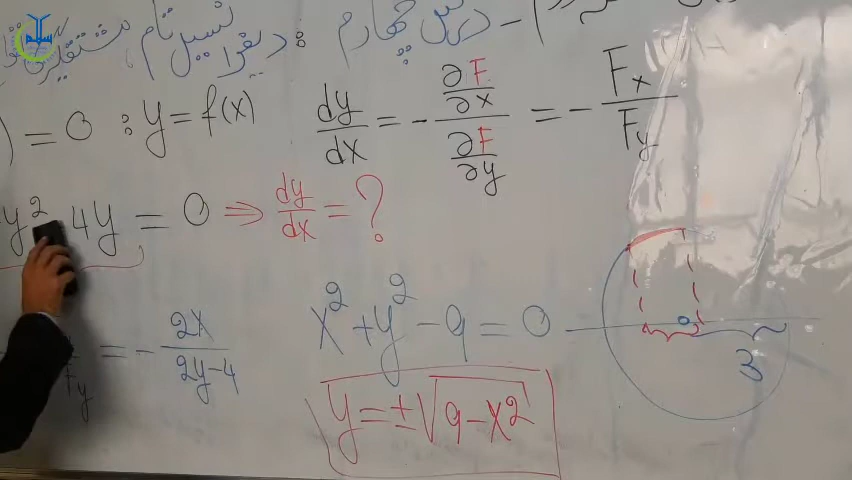 درس چهارم : دیفرانسیل تام ،
) = 0 : y = f(x)
dy/dx = - (∂F/∂x)/(∂F/∂y) = - Fx/Fy
y² 4y = 0 ⇒ dy/dx = ?
Fy = - 2x/(2y-4)
x² + y² - 9 = 0
y = ±√(9-x²)
3